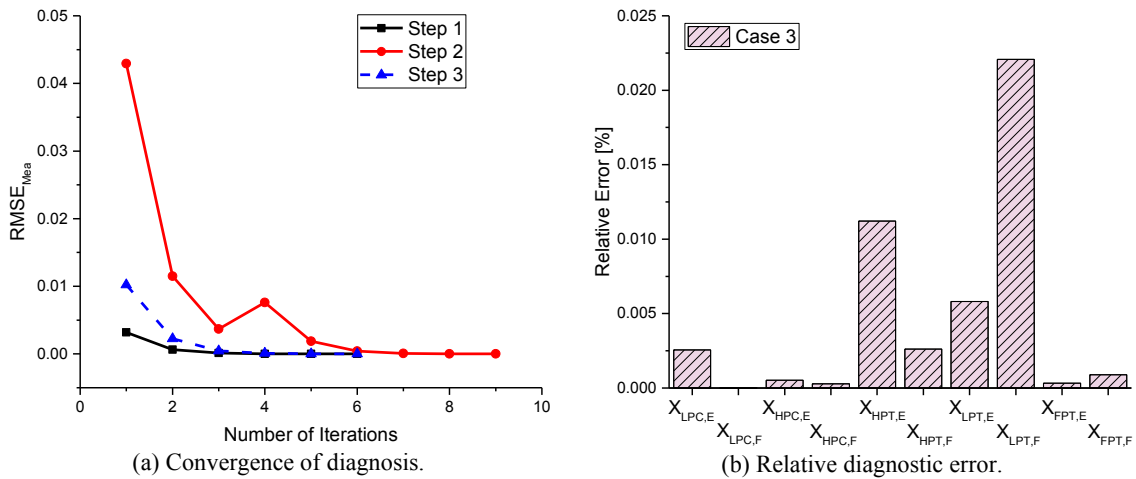 0.05
0.04
0.03
0.02
0.01
0.00
RMSE_Mea
0 2 4 6 8 10
Number of Iterations
Step 1
Step 2
Step 3
(a) Convergence of diagnosis.
0.025
0.020
0.015
0.010
0.005
0.000
Relative Error [%]
Case 3
X_LPC,E X_HPC,E X_HPT,E X_LPT,E X_FPT,E
X_LPC,F X_HPC,F X_HPT,F X_LPT,F X_FPT,F
(b) Relative diagnostic error.